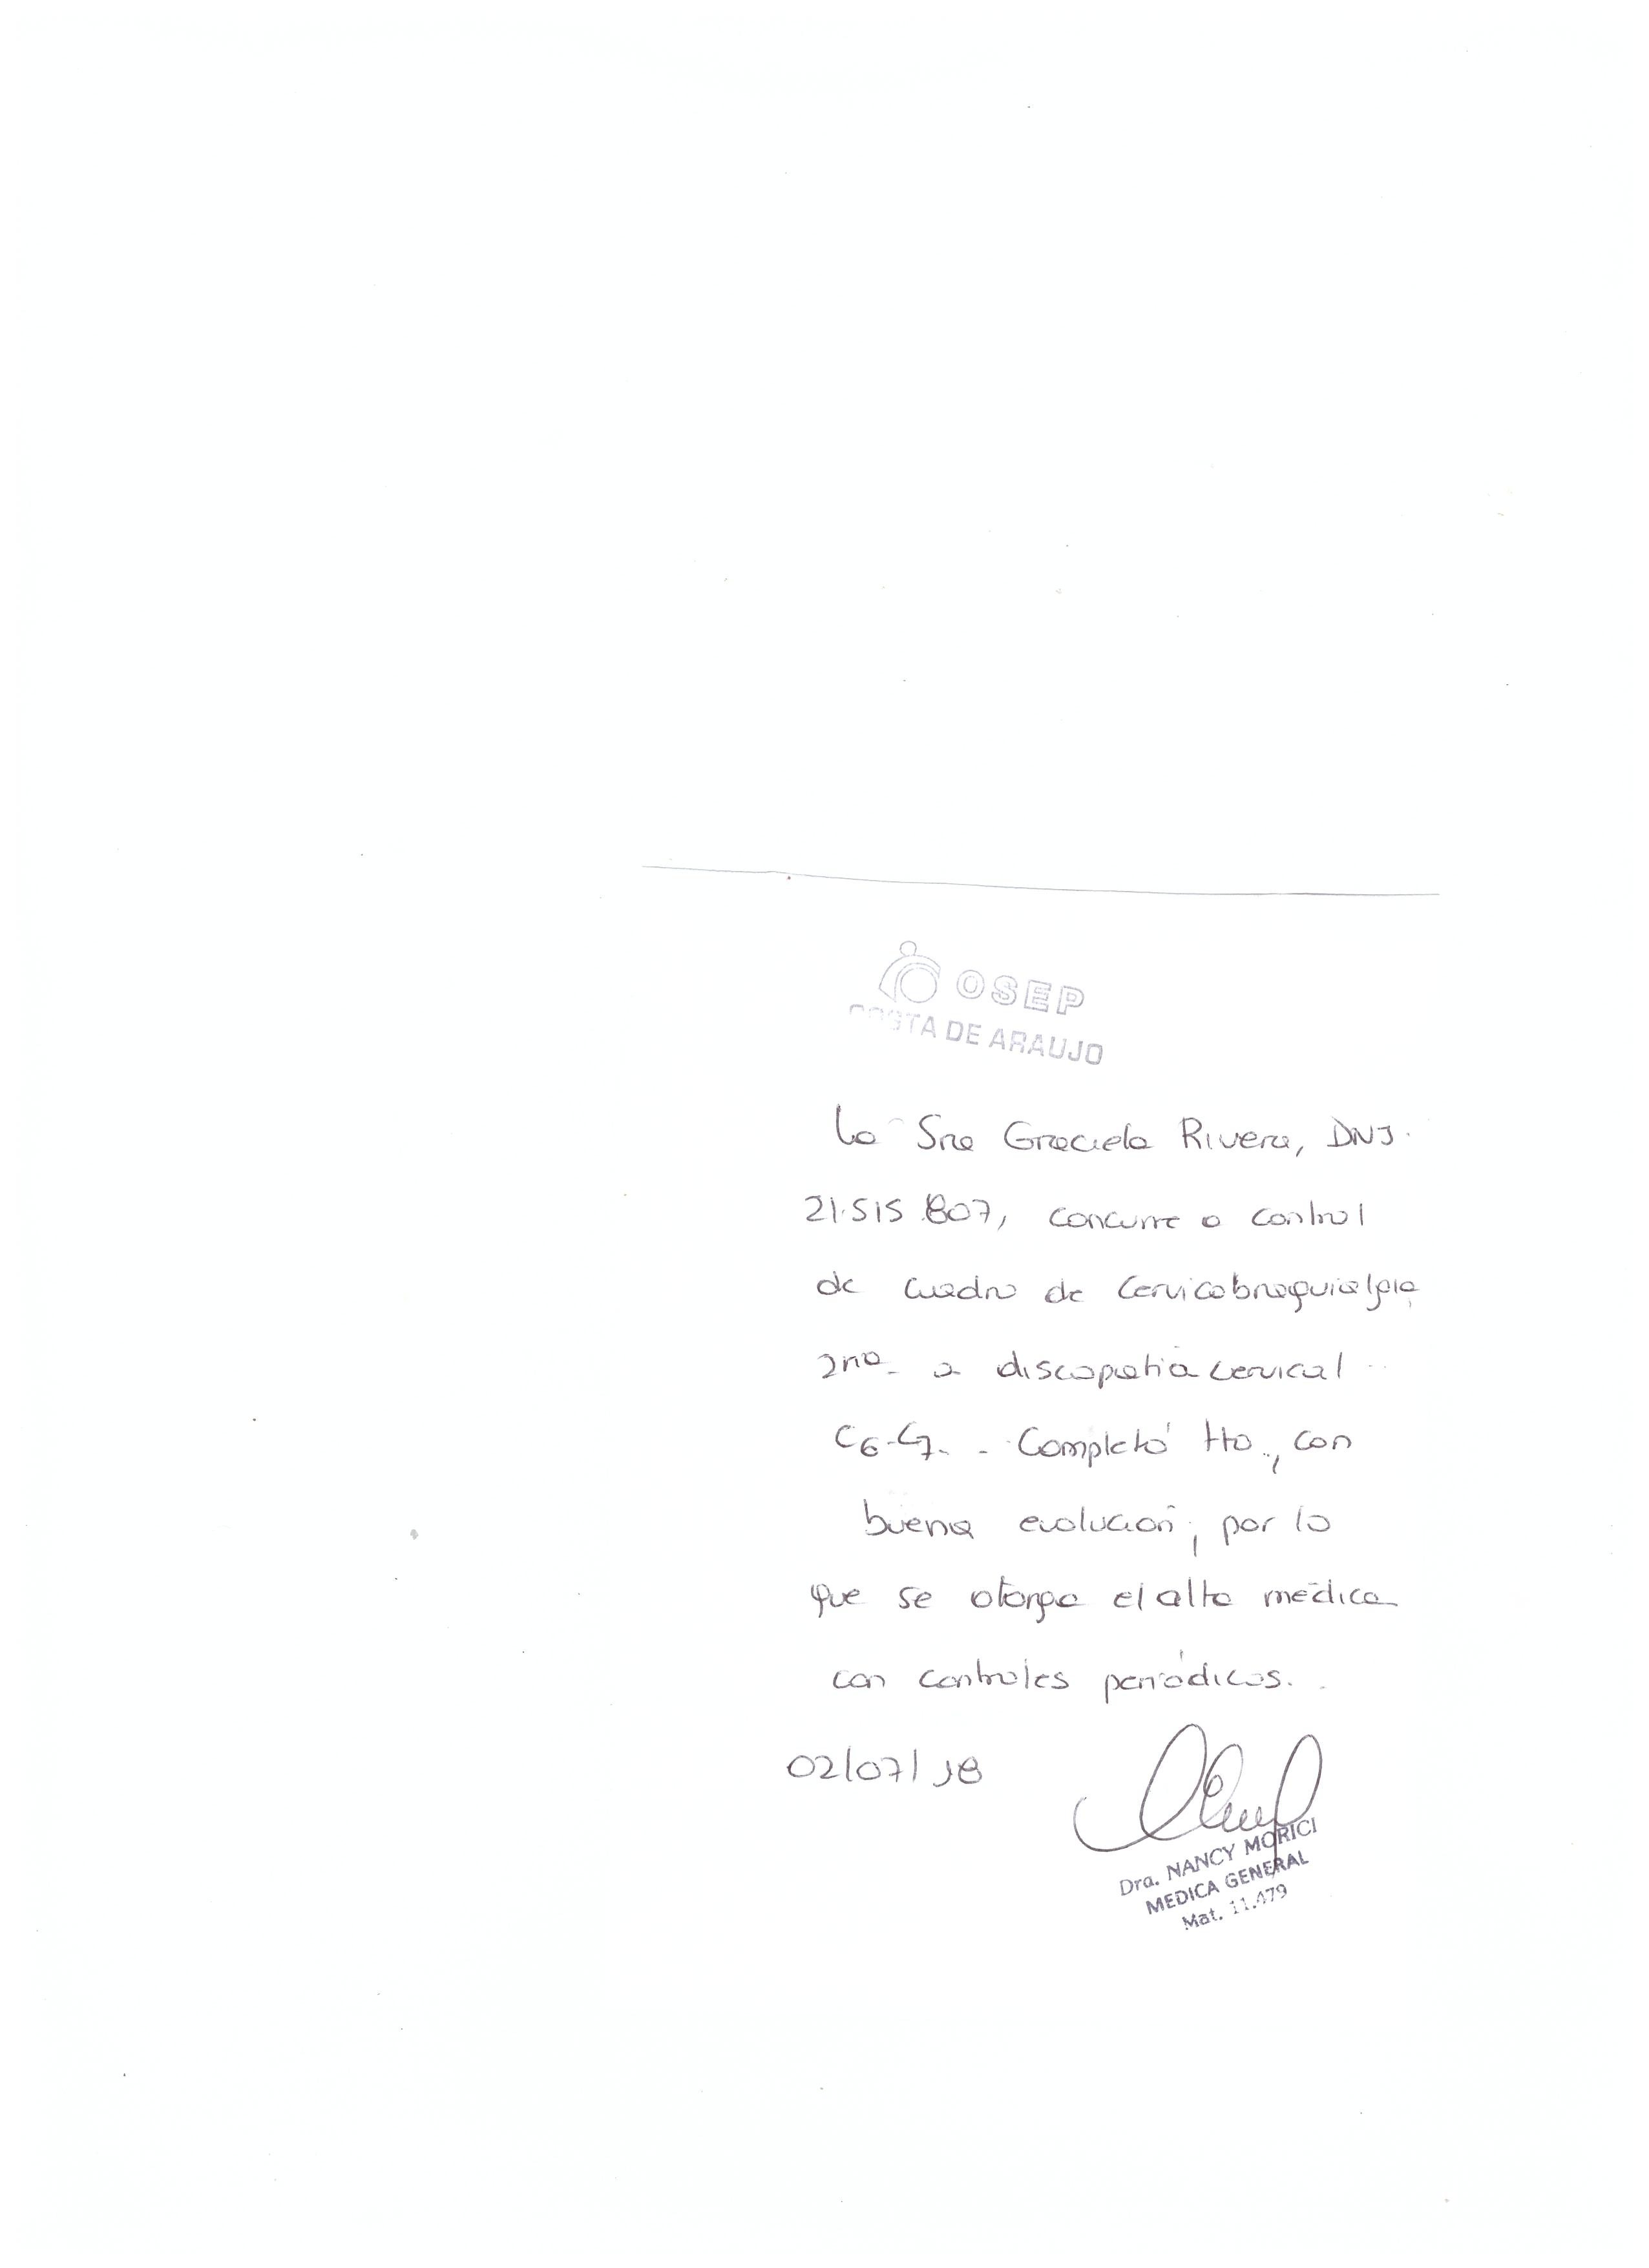 OSEP
COSTA DE ARAUJO
La Sra Graciela Rivera, DNI.
21.515.807, concurre a control
de cuadro de cervicobraquialgia
2ria. a discopatía cervical
C6-C7. - Completó tto., con
buena evolución, por lo
que se otorga el alta médica
con controles periódicos.
02/07/18
Dra. NANCY MORICI
MEDICA GENERAL
Mat. 11.479